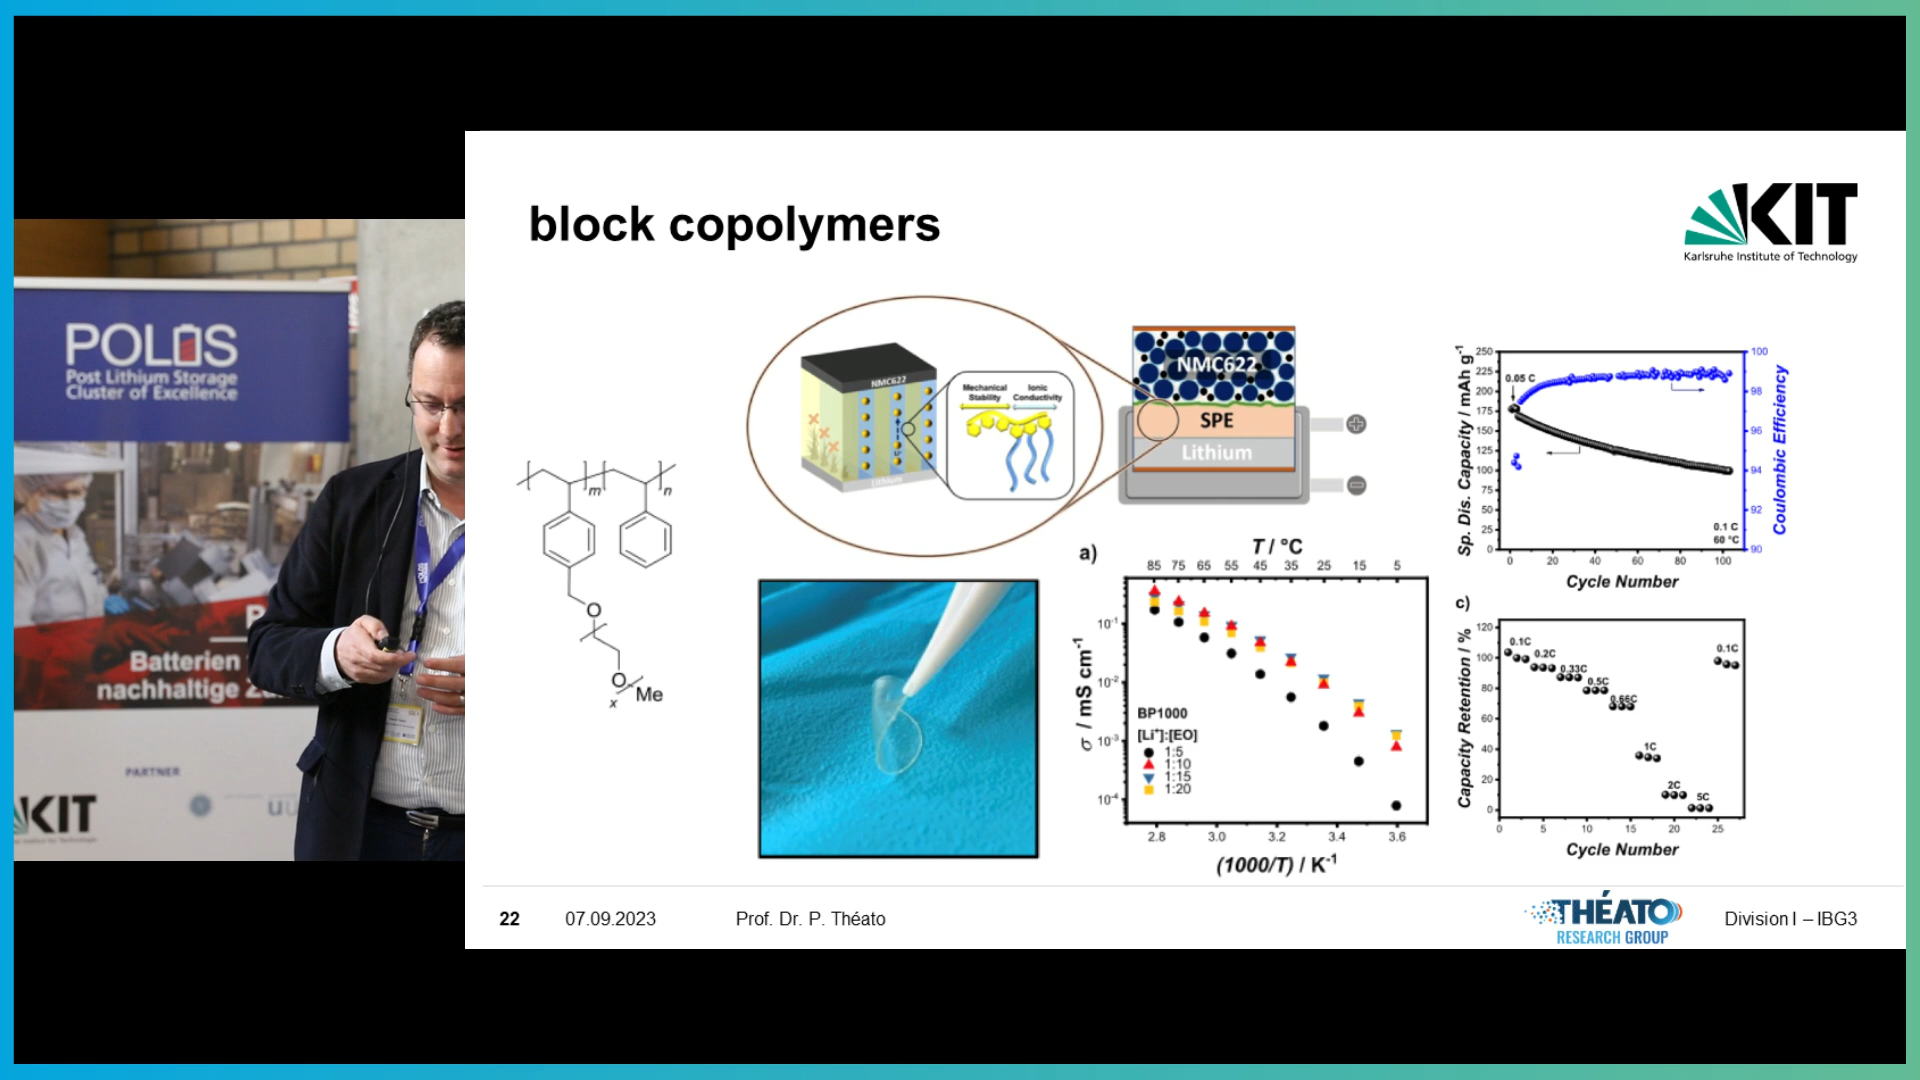 POLiS
Post Lithium Storage
Cluster of Excellence
Batterien
nachhaltige
PARTNER
KIT
block copolymers
KIT
Karlsruhe Institute of Technology
m
n
O
O
x
Me
NMC622
Lithium
Mechanical Stability
Ionic Conductivity
NMC622
SPE
Lithium
+
−
Sp. Dis. Capacity / mAh g-1
250
225
200
175
150
125
100
75
50
25
0
0.05 C
0.1 C
60 °C
100
98
96
94
92
90
Coulombic Efficiency
0 20 40 60 80 100
Cycle Number
a)
T / °C
85 75 65 55 45 35 25 15 5
σ / mS cm-1
10-1
10-2
10-3
10-4
BP1000
[Li+]:[EO]
1:5
1:10
1:15
1:20
2.8 3.0 3.2 3.4 3.6
(1000/T) / K-1
c)
Capacity Retention / %
120
100
80
60
40
20
0
0.1C
0.2C
0.33C
0.5C
0.66C
1C
2C
5C
0.1C
0 5 10 15 20 25
Cycle Number
22 07.09.2023 Prof. Dr. P. Théato
THÉATO
RESEARCH GROUP
Division I – IBG3